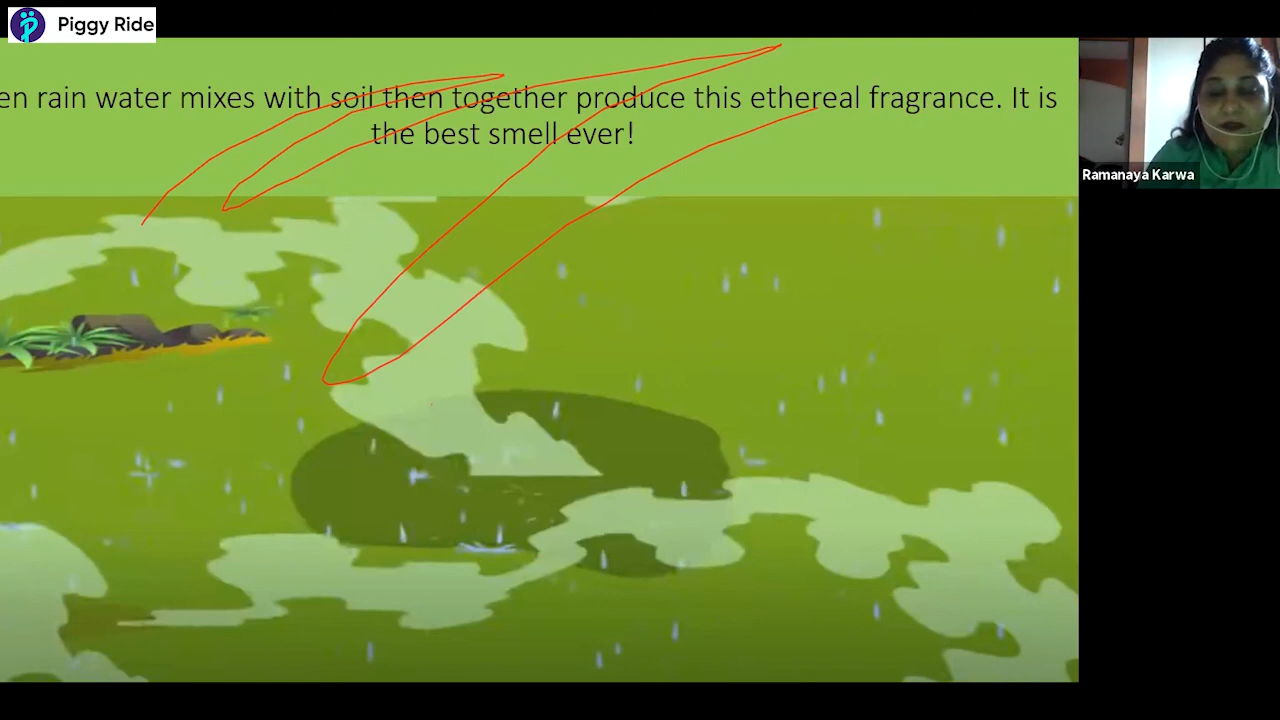 Piggy Ride
en rain water mixes with soil then together produce this ethereal fragrance. It is
the best smell ever!
Ramanaya Karwa